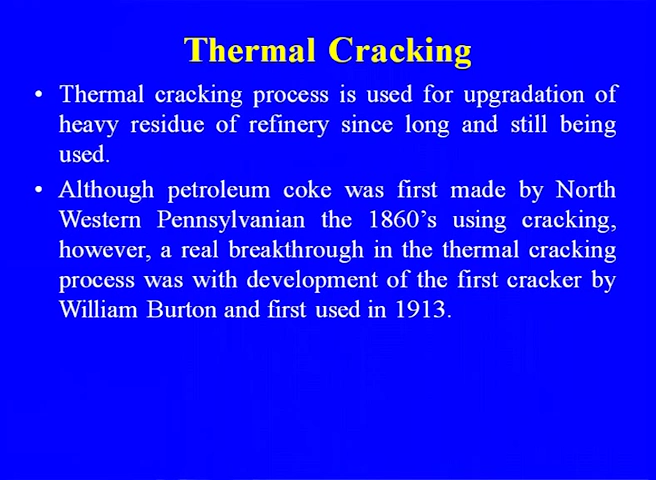 Thermal Cracking
• Thermal cracking process is used for upgradation of
heavy residue of refinery since long and still being
used.
• Although petroleum coke was first made by North
Western Pennsylvanian the 1860’s using cracking,
however, a real breakthrough in the thermal cracking
process was with development of the first cracker by
William Burton and first used in 1913.